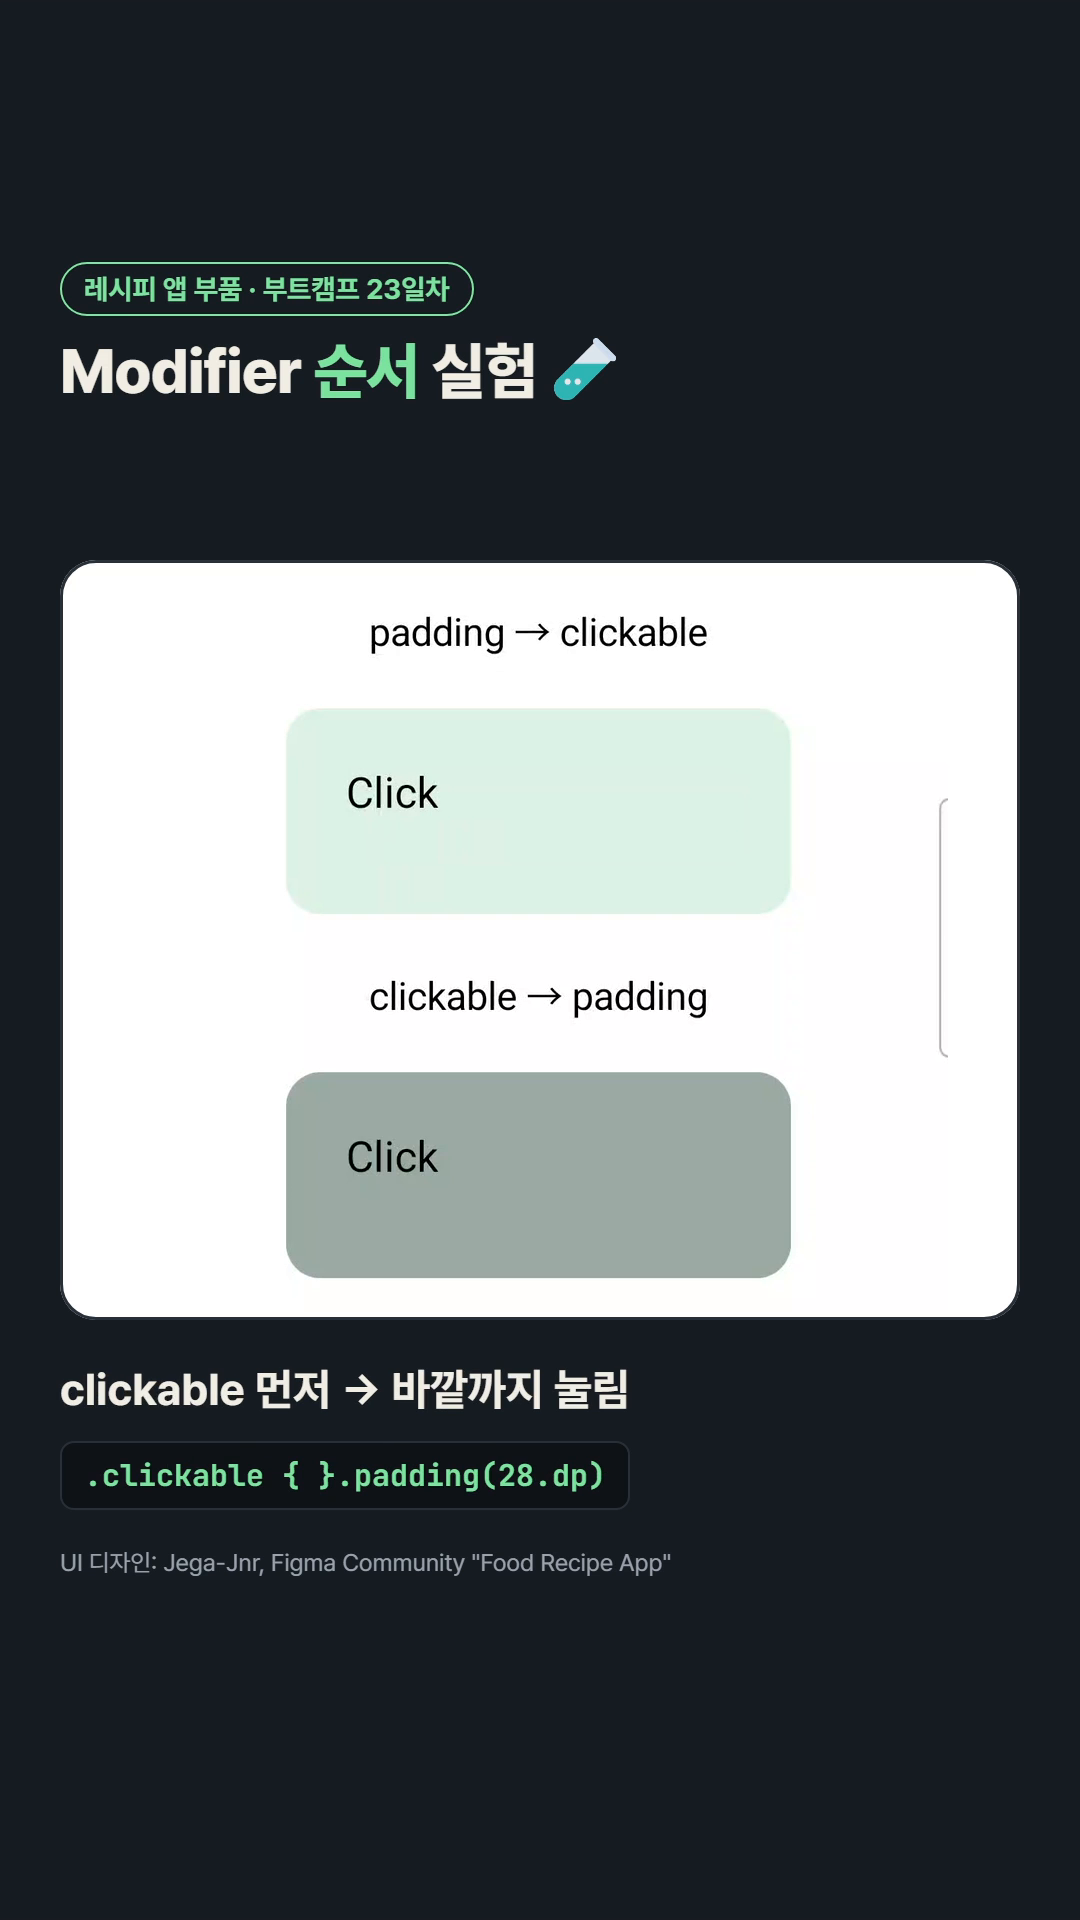 레시피 앱 부품 · 부트캠프 23일차
Modifier 순서 실험
padding → clickable
Click
clickable → padding
Click
clickable 먼저 → 바깥까지 눌림
.clickable { }.padding(28.dp)
UI 디자인: Jega-Jnr, Figma Community "Food Recipe App"